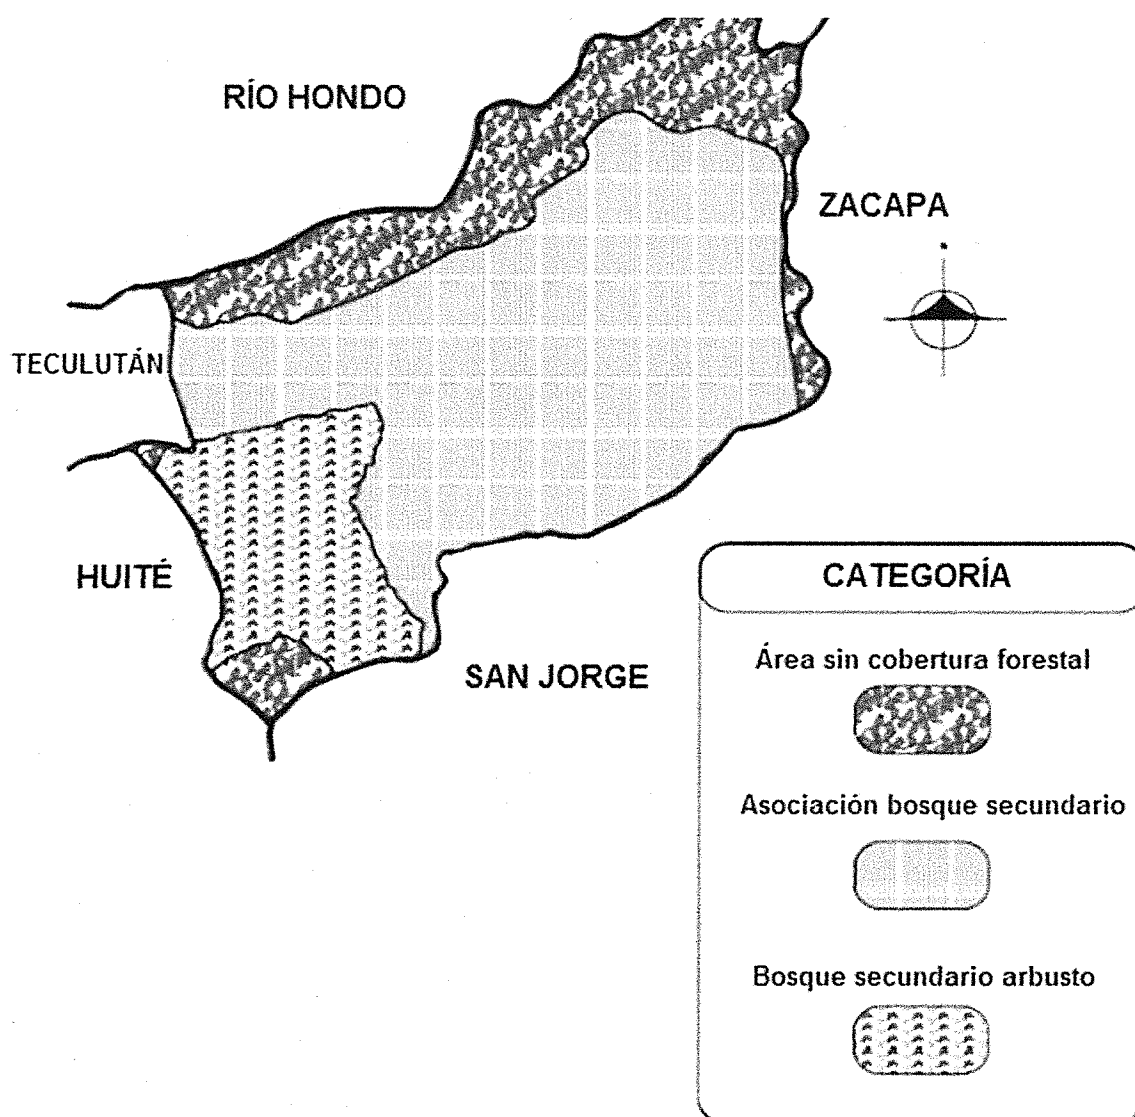 RÍO HONDO
ZACAPA
TECULUTÁN
HUITÉ
SAN JORGE
CATEGORÍA
Área sin cobertura forestal
Asociación bosque secundario
Bosque secundario arbusto